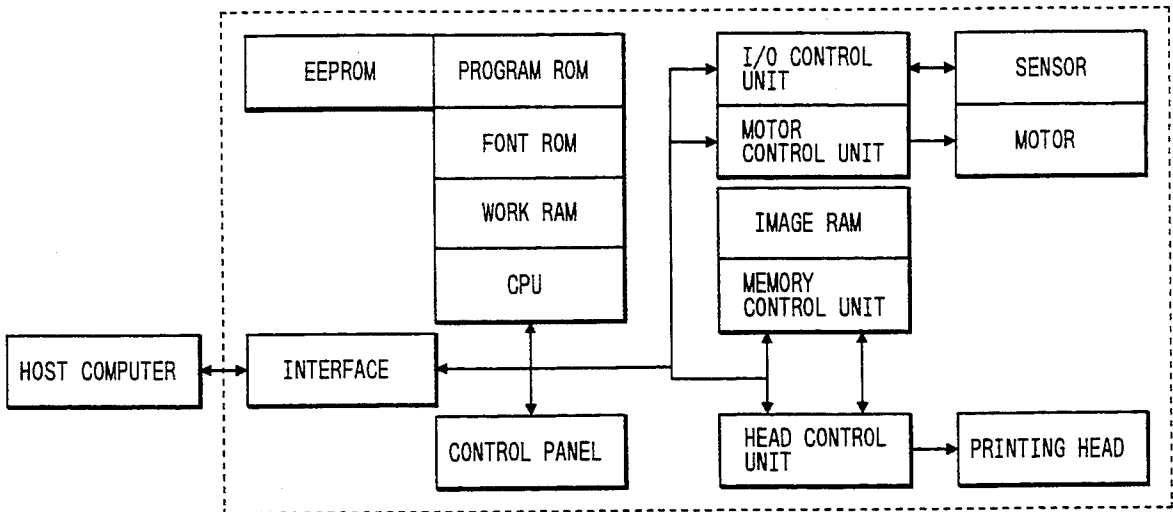 EEPROM
PROGRAM ROM
FONT ROM
WORK RAM
CPU
I/O CONTROL
UNIT
SENSOR
MOTOR
CONTROL UNIT
MOTOR
IMAGE RAM
MEMORY
CONTROL UNIT
HOST COMPUTER
INTERFACE
CONTROL PANEL
HEAD CONTROL
UNIT
PRINTING HEAD